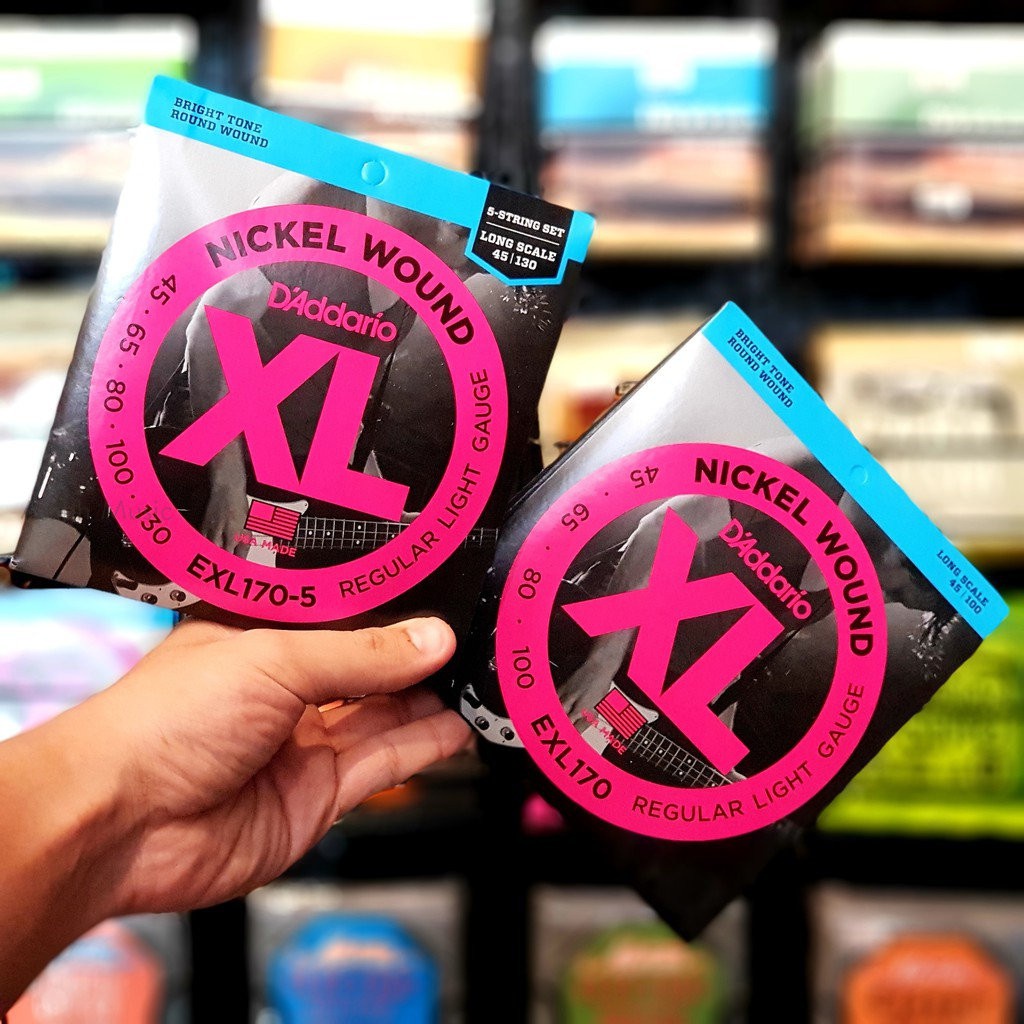 BRIGHT TONE
ROUND WOUND
5-STRING SET
LONG SCALE
45|130
NICKEL WOUND
D'Addario
XL
45 · 65 · 80 · 100 · 130
USA MADE
EXL170-5
REGULAR LIGHT GAUGE
BRIGHT TONE
ROUND WOUND
LONG SCALE
45|100
NICKEL WOUND
D'Addario
XL
45 · 65 · 80 · 100
USA MADE
EXL170
REGULAR LIGHT GAUGE